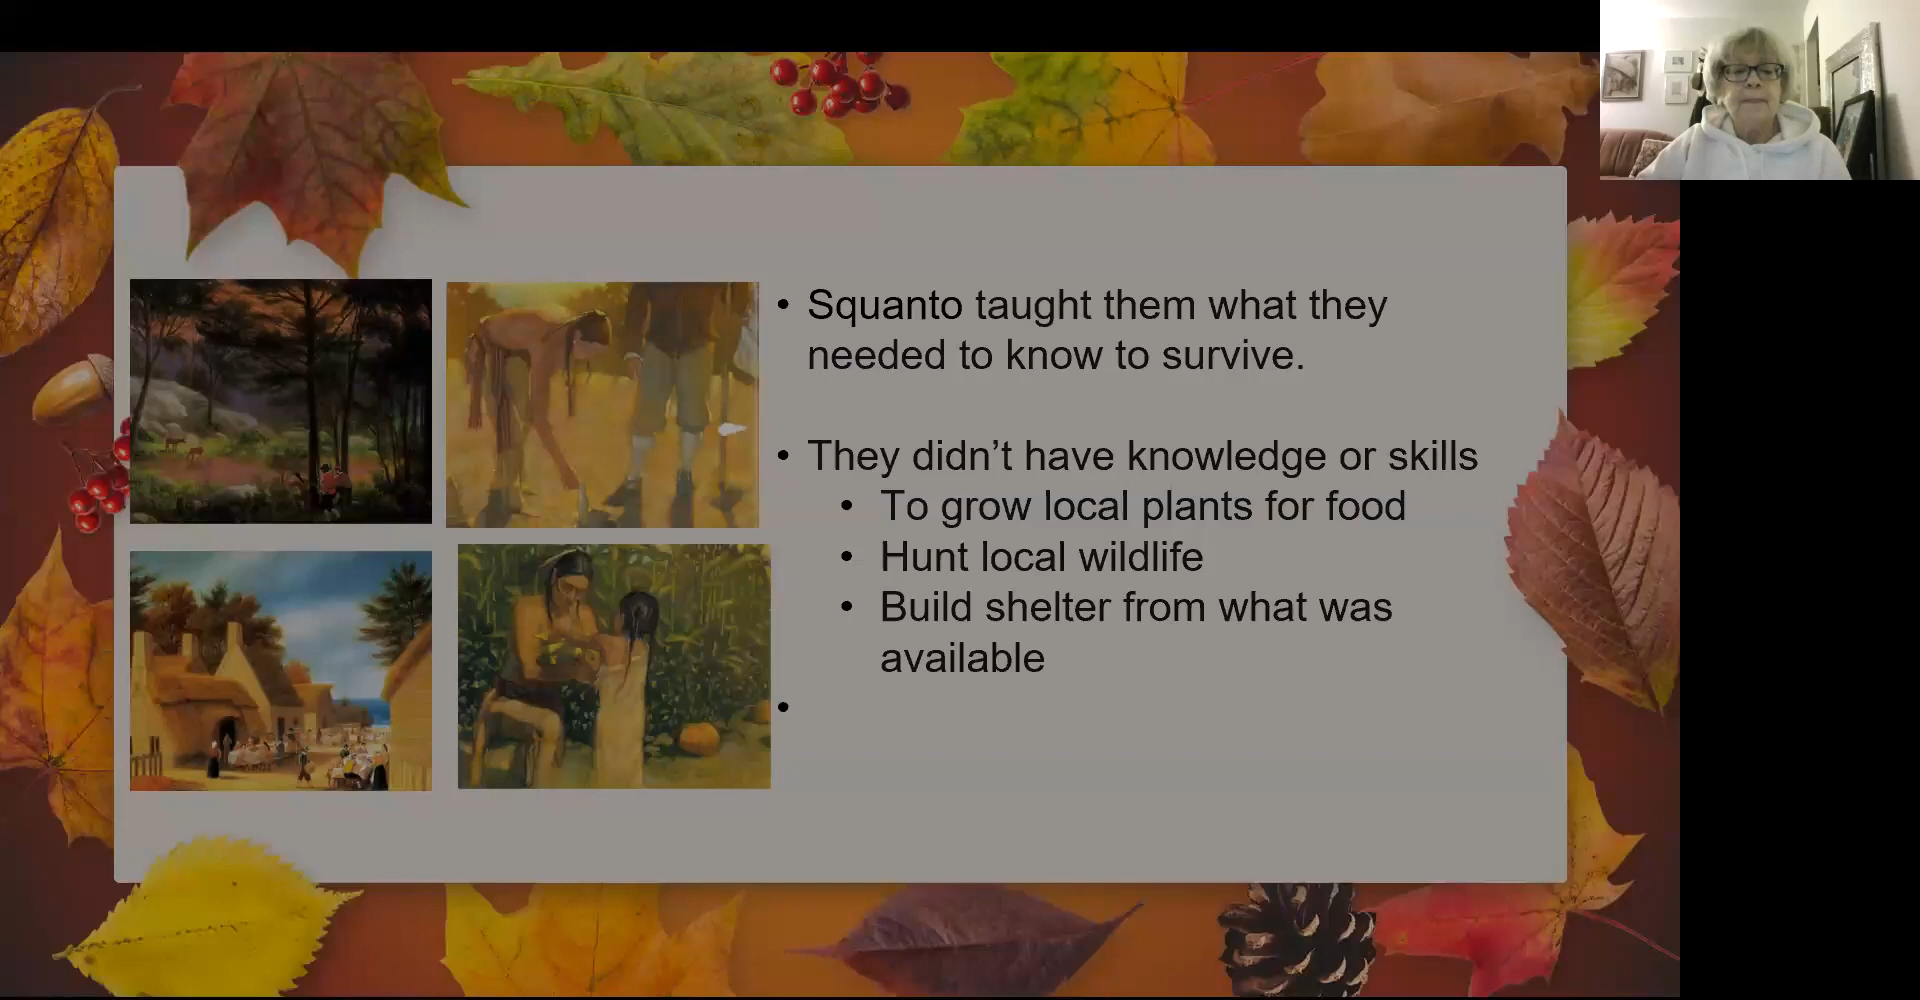 • Squanto taught them what they
needed to know to survive.
• They didn’t have knowledge or skills
• To grow local plants for food
• Hunt local wildlife
• Build shelter from what was
available
•